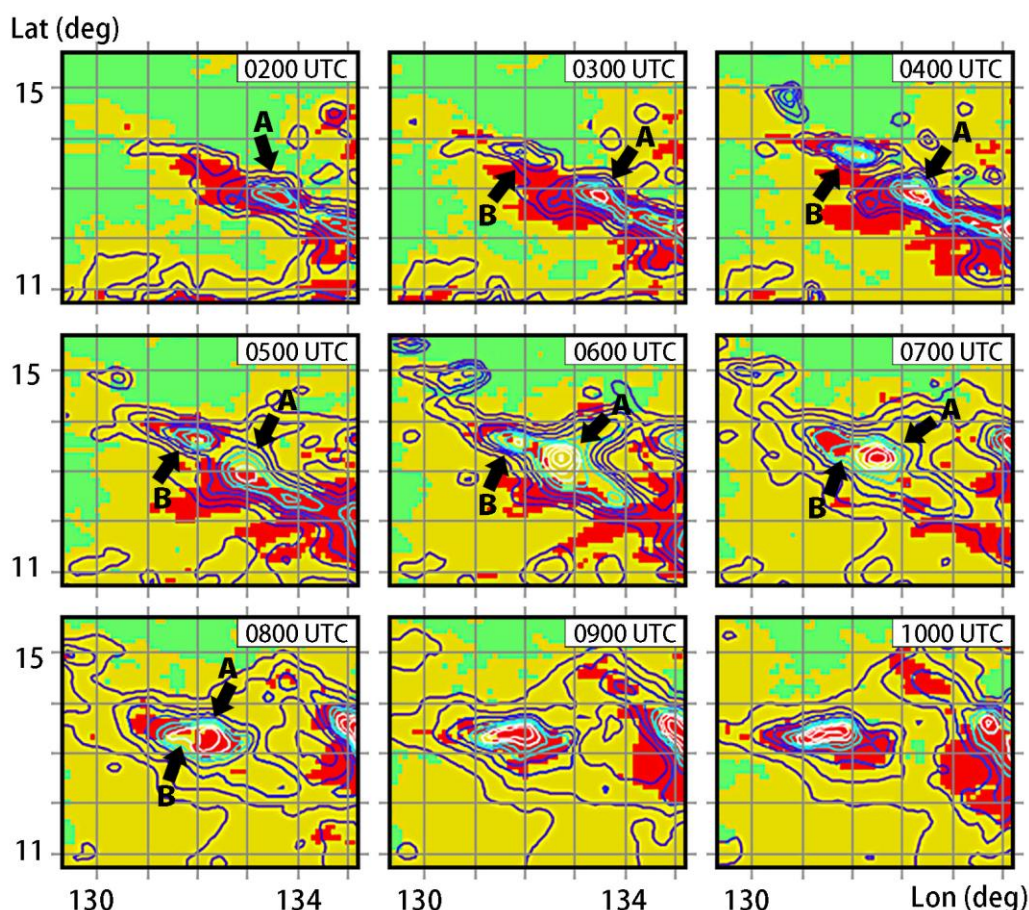 Lat (deg)
0200 UTC
0300 UTC
0400 UTC
15
A
A
A
B
B
11
0500 UTC
0600 UTC
0700 UTC
15
A
A
A
B
B
B
11
0800 UTC
0900 UTC
1000 UTC
15
A
B
11
130
134
130
134
130
Lon (deg)